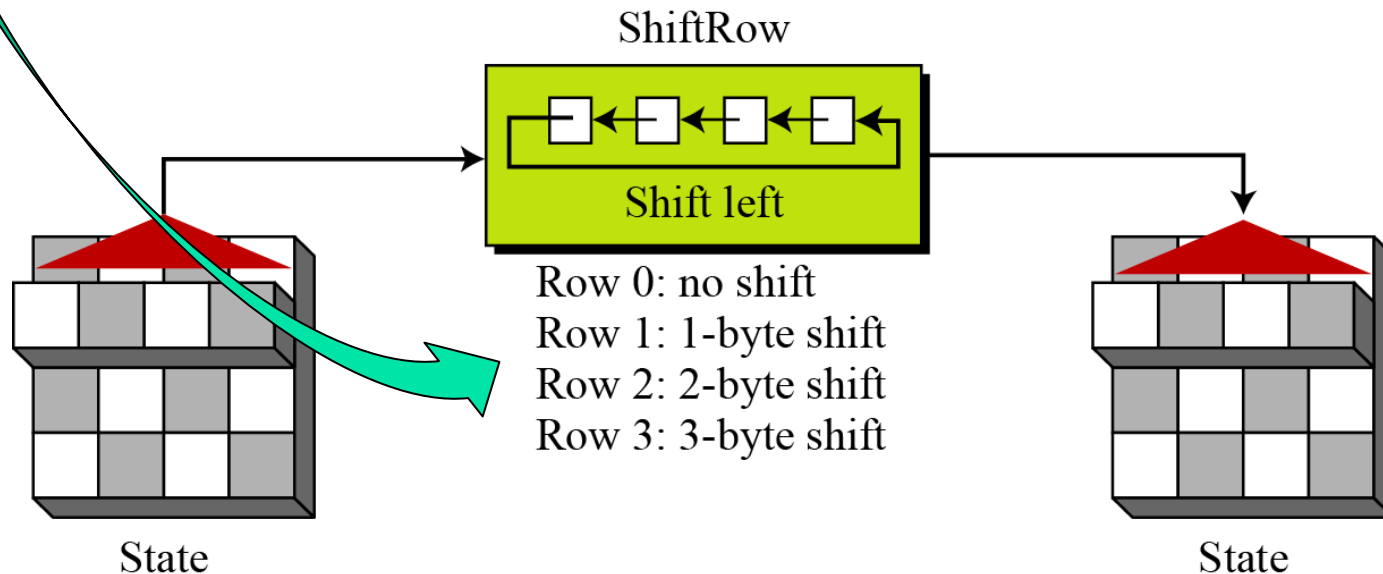 ShiftRow
Shift left
Row 0: no shift
Row 1: 1-byte shift
Row 2: 2-byte shift
Row 3: 3-byte shift
State
State